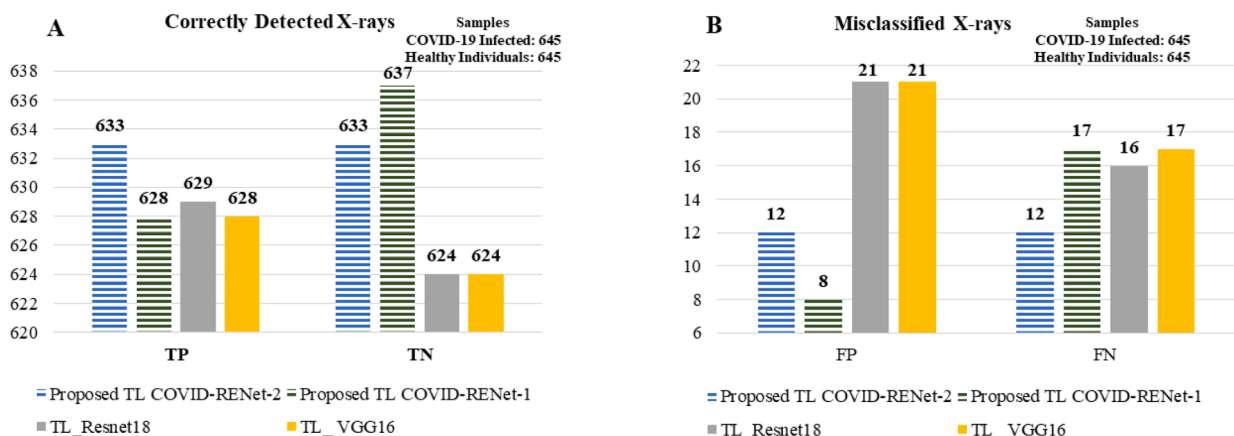 A
Correctly Detected X-rays
Samples
COVID-19 Infected: 645
Healthy Individuals: 645
638
636
634
632
630
628
626
624
622
620
633
628
629
628
633
637
624
624
TP
TN
Proposed TL COVID-RENet-2
Proposed TL COVID-RENet-1
TL_Resnet18
TL_ VGG16
B
Misclassified X-rays
Samples
COVID-19 Infected: 645
Healthy Individuals: 645
22
20
18
16
14
12
10
8
6
12
8
21
21
12
17
16
17
FP
FN
Proposed TL COVID-RENet-2
Proposed TL COVID-RENet-1
TL Resnet18
TL VGG16